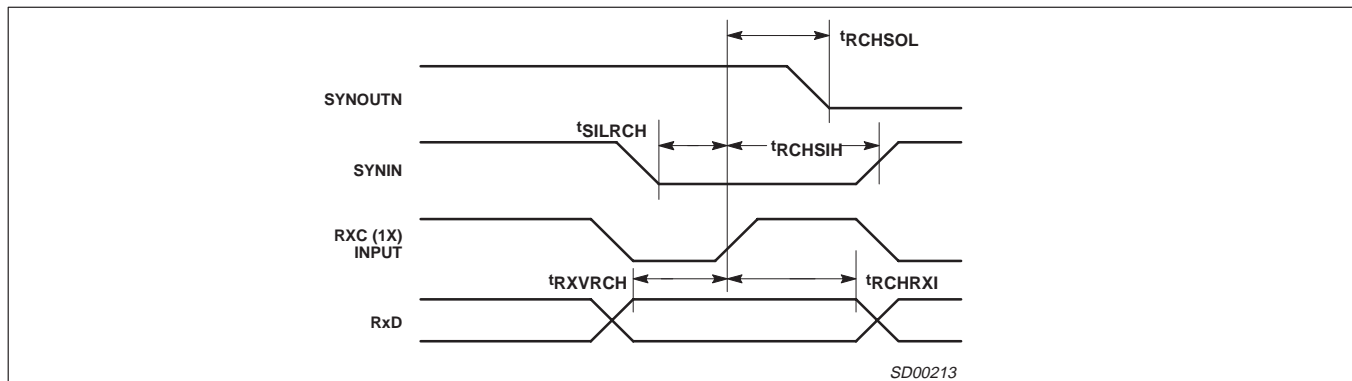 tRCHSOL
SYNOUTN
tSILRCH
tRCHSIH
SYNIN
RXC (1X)
INPUT
tRXVRCH
tRCHRXI
RxD
SD00213